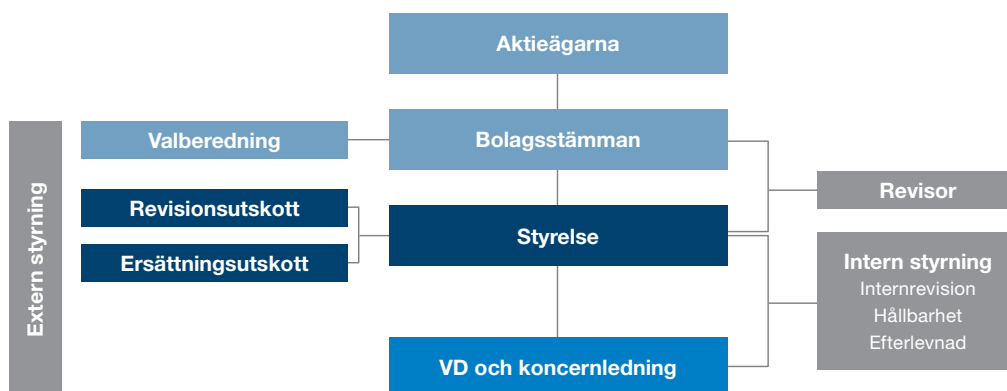 Aktieägarna
Valberedning
Bolagsstämman
Extern styrning
Revisionsutskott
Ersättningsutskott
Styrelse
Revisor
Intern styrning
Internrevision
Hållbarhet
Efterlevnad
VD och koncernledning